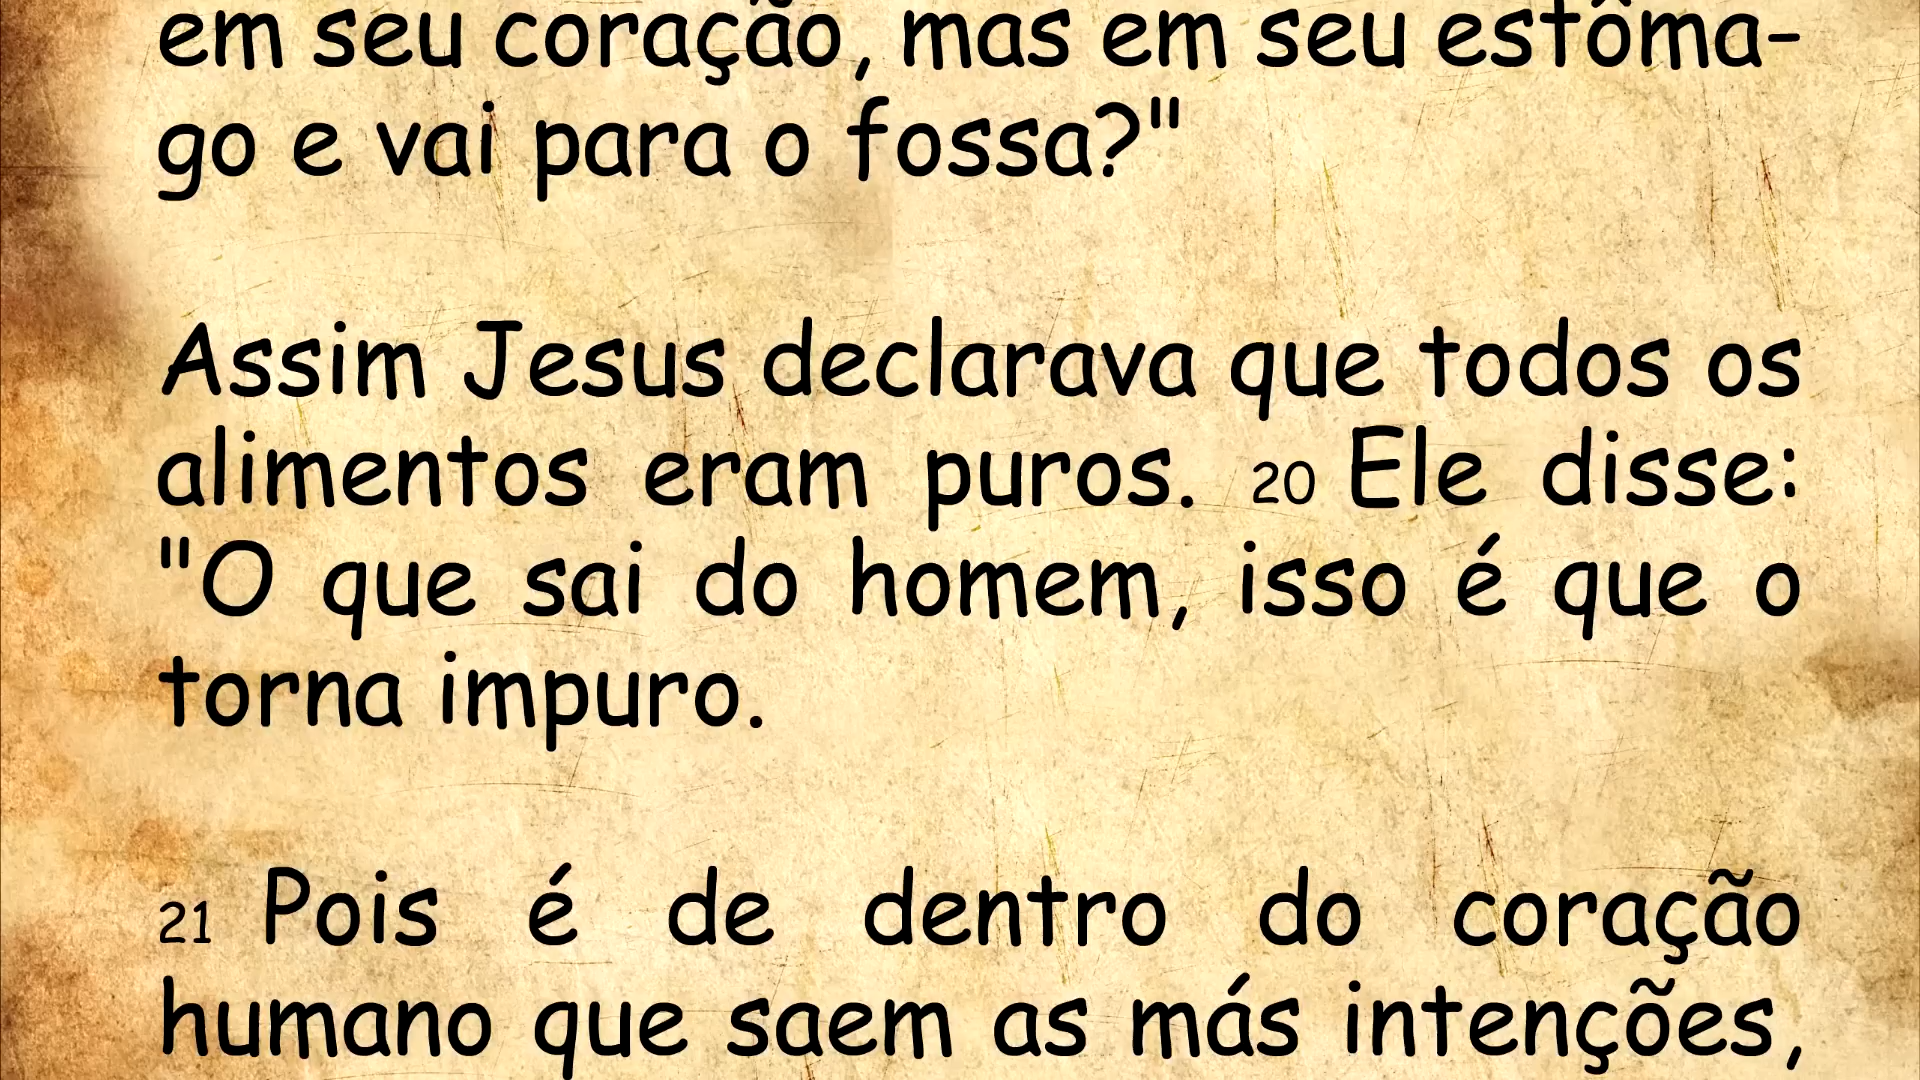 em seu coração, mas em seu estôma-
go e vai para o fossa?"
Assim Jesus declarava que todos os
alimentos eram puros. 20 Ele disse:
"O que sai do homem, isso é que o
torna impuro.
21 Pois é de dentro do coração
humano que saem as más intenções,